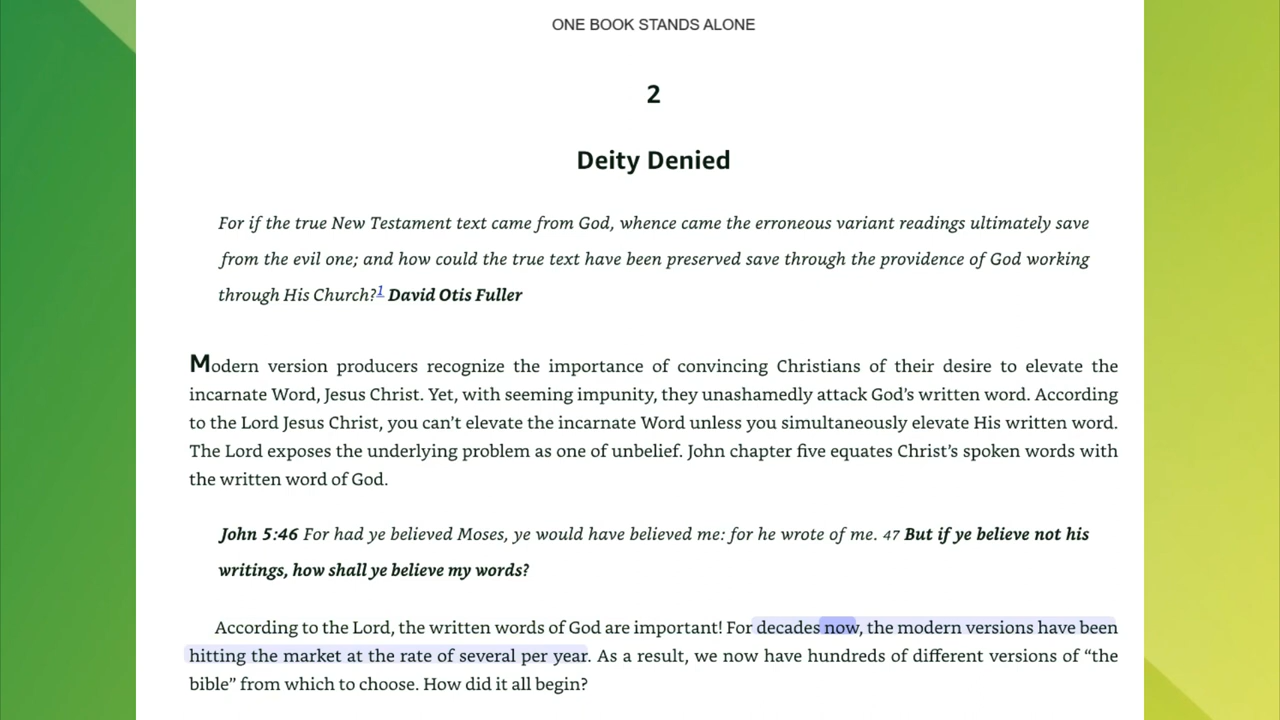 ONE BOOK STANDS ALONE
2
Deity Denied
For if the true New Testament text came from God, whence came the erroneous variant readings ultimately save
from the evil one; and how could the true text have been preserved save through the providence of God working
through His Church?1 David Otis Fuller
Modern version producers recognize the importance of convincing Christians of their desire to elevate the
incarnate Word, Jesus Christ. Yet, with seeming impunity, they unashamedly attack God’s written word. According
to the Lord Jesus Christ, you can’t elevate the incarnate Word unless you simultaneously elevate His written word.
The Lord exposes the underlying problem as one of unbelief. John chapter five equates Christ’s spoken words with
the written word of God.
John 5:46 For had ye believed Moses, ye would have believed me: for he wrote of me. 47 But if ye believe not his
writings, how shall ye believe my words?
According to the Lord, the written words of God are important! For decades now, the modern versions have been
hitting the market at the rate of several per year. As a result, we now have hundreds of different versions of “the
bible” from which to choose. How did it all begin?